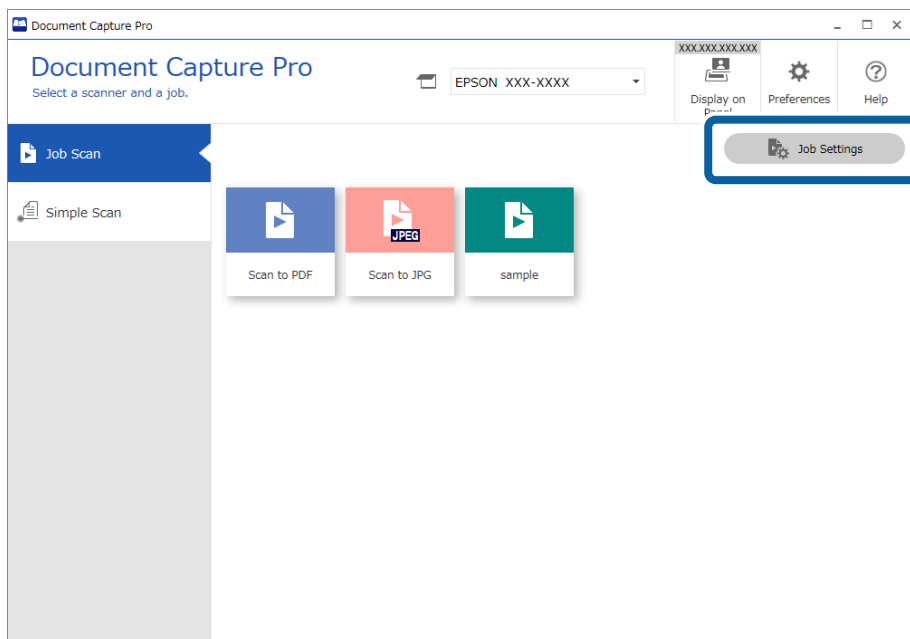 Document Capture Pro
Document Capture Pro
Select a scanner and a job.
EPSON XXX-XXXX
XXX.XXX.XXX.XXX
Display on
Panel
Preferences
Help
Job Scan
Job Settings
Simple Scan
JPEG
Scan to PDF
Scan to JPG
sample